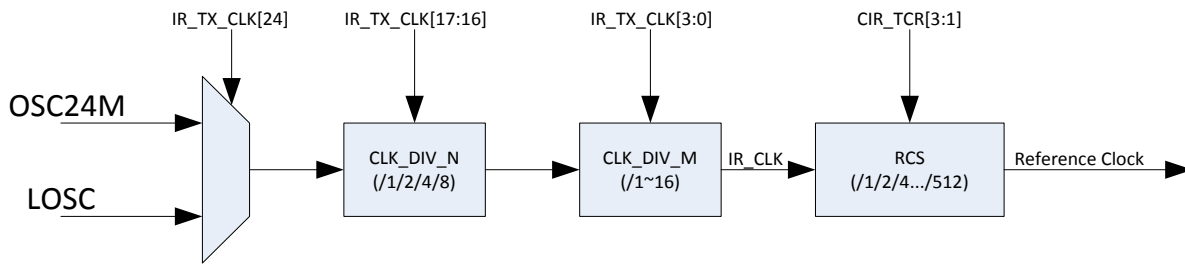 IR_TX_CLK[24]
IR_TX_CLK[17:16]
IR_TX_CLK[3:0]
CIR_TCR[3:1]
OSC24M
LOSC
CLK_DIV_N
(/1/2/4/8)
CLK_DIV_M
(/1~16)
IR_CLK
RCS
(/1/2/4.../512)
Reference Clock